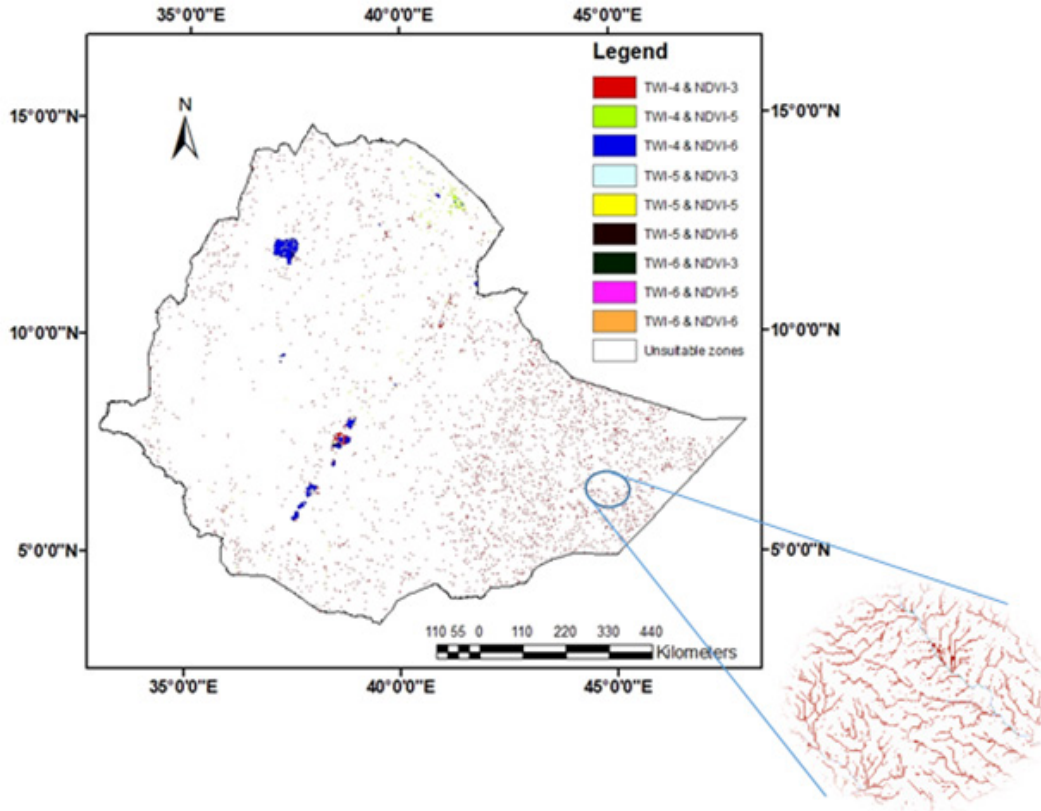 35°0'0"E 40°0'0"E 45°0'0"E
Legend
TWI-4 & NDVI-3
TWI-4 & NDVI-5
TWI-4 & NDVI-6
TWI-5 & NDVI-3
TWI-5 & NDVI-5
TWI-5 & NDVI-6
TWI-6 & NDVI-3
TWI-6 & NDVI-5
TWI-6 & NDVI-6
Unsuitable zones
N
15°0'0"N 15°0'0"N
10°0'0"N 10°0'0"N
5°0'0"N 5°0'0"N
110 55 0 110 220 330 440
Kilometers
35°0'0"E 40°0'0"E 45°0'0"E